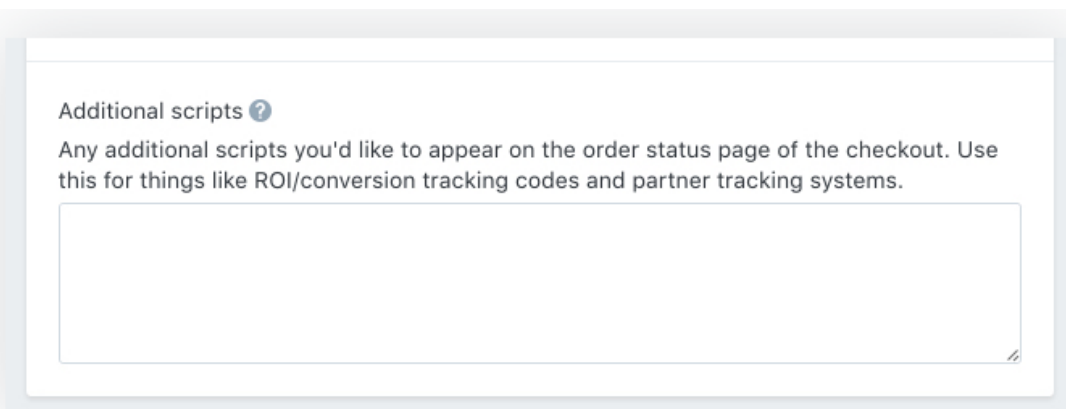 Additional scripts ?
Any additional scripts you'd like to appear on the order status page of the checkout. Use
this for things like ROI/conversion tracking codes and partner tracking systems.